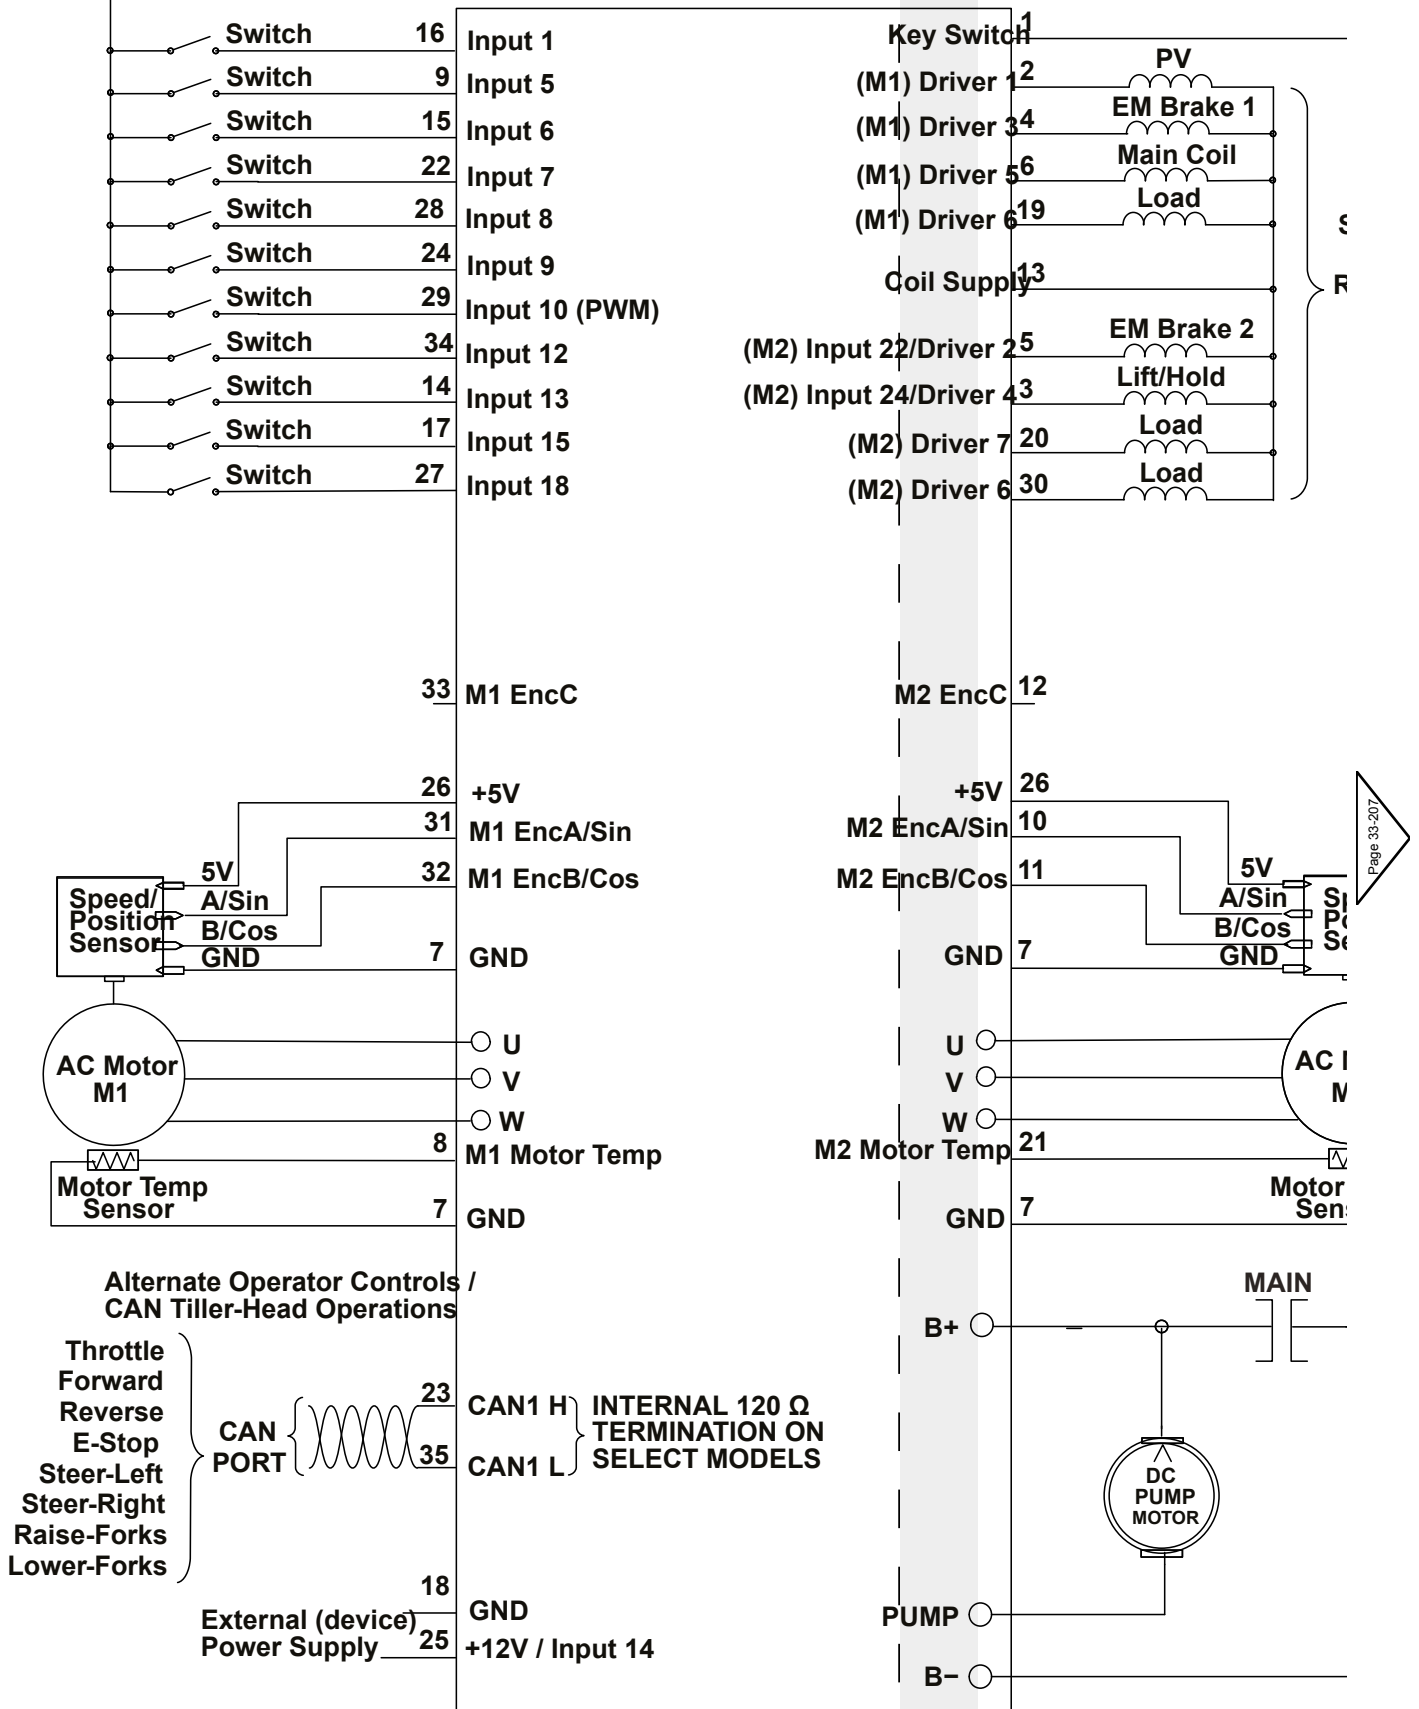 Switch 16 Input 1
Switch 9 Input 5
Switch 15 Input 6
Switch 22 Input 7
Switch 28 Input 8
Switch 24 Input 9
Switch 29 Input 10 (PWM)
Switch 34 Input 12
Switch 14 Input 13
Switch 17 Input 15
Switch 27 Input 18
Key Switch 1
(M1) Driver 1 2 PV
(M1) Driver 3 4 EM Brake 1
(M1) Driver 5 6 Main Coil
(M1) Driver 6 19 Load
Coil Supply 13
(M2) Input 22/Driver 2 5 EM Brake 2
(M2) Input 24/Driver 4 3 Lift/Hold
(M2) Driver 7 20 Load
(M2) Driver 6 30 Load
33 M1 EncC
M2 EncC 12
26 +5V
31 M1 EncA/Sin
32 M1 EncB/Cos
7 GND
5V
A/Sin
B/Cos
GND
Speed/
Position
Sensor
AC Motor
M1
U
V
W
8 M1 Motor Temp
Motor Temp
Sensor
7 GND
+5V 26
M2 EncA/Sin 10
M2 EncB/Cos 11
GND 7
5V
A/Sin
B/Cos
GND
Page 33-207
U
V
W
AC
M2 Motor Temp 21
Motor
GND 7
Alternate Operator Controls /
CAN Tiller-Head Operations
Throttle
Forward
Reverse
E-Stop
Steer-Left
Steer-Right
Raise-Forks
Lower-Forks
CAN
PORT
23 CAN1 H
35 CAN1 L
INTERNAL 120 Ω
TERMINATION ON
SELECT MODELS
18 GND
External (device)
Power Supply 25 +12V / Input 14
MAIN
B+
DC
PUMP
MOTOR
PUMP
B−